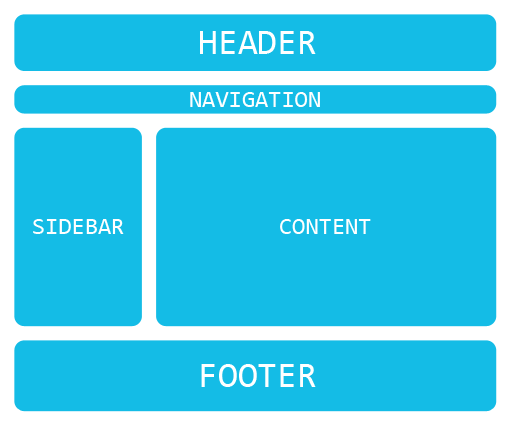 HEADER
NAVIGATION
SIDEBAR
CONTENT
FOOTER